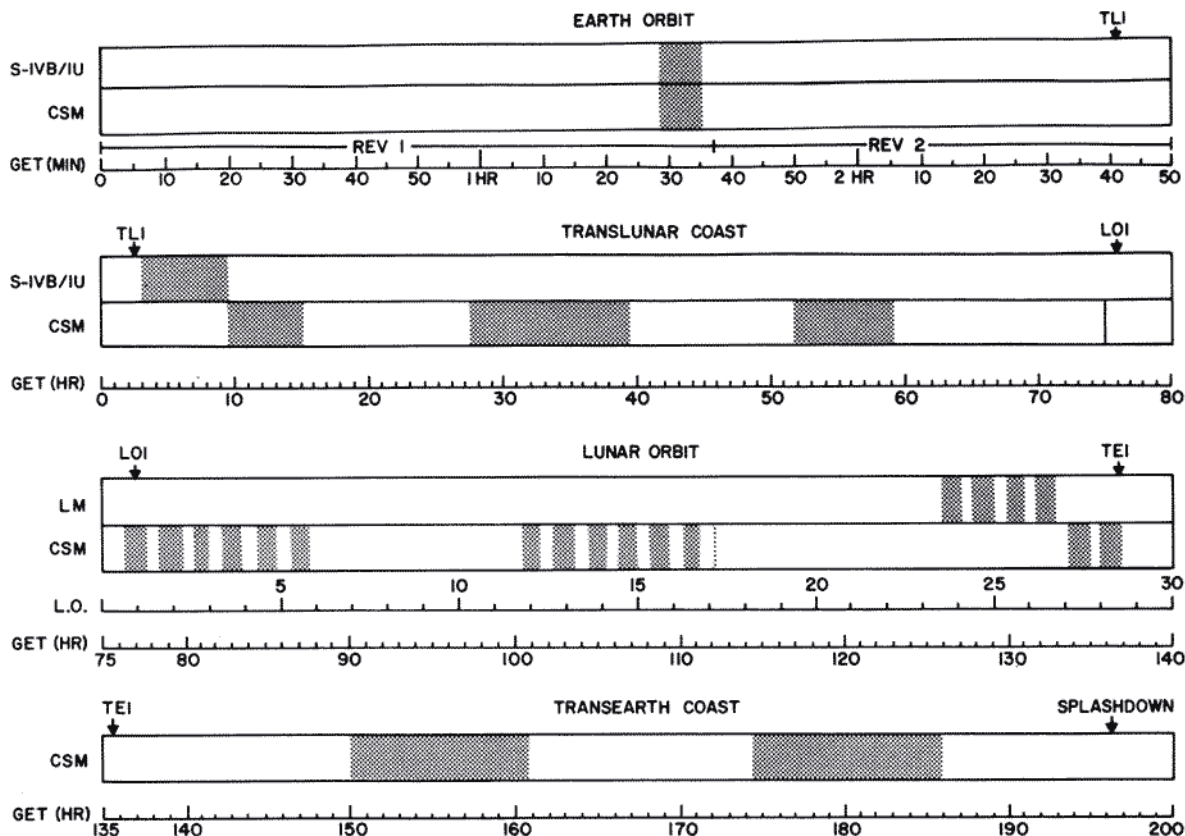 EARTH ORBIT TLI
S-IVB/IU
CSM
REV 1 REV 2
GET (MIN)
0 10 20 30 40 50 1 HR 10 20 30 40 50 2 HR 10 20 30 40 50
TLI TRANSLUNAR COAST LOI
S-IVB/IU
CSM
GET (HR)
0 10 20 30 40 50 60 70 80
LOI LUNAR ORBIT TEI
LM
CSM
5 10 15 20 25 30
L.O.
GET (HR)
75 80 90 100 110 120 130 140
TEI TRANSEARTH COAST SPLASHDOWN
CSM
GET (HR)
135 140 150 160 170 180 190 200